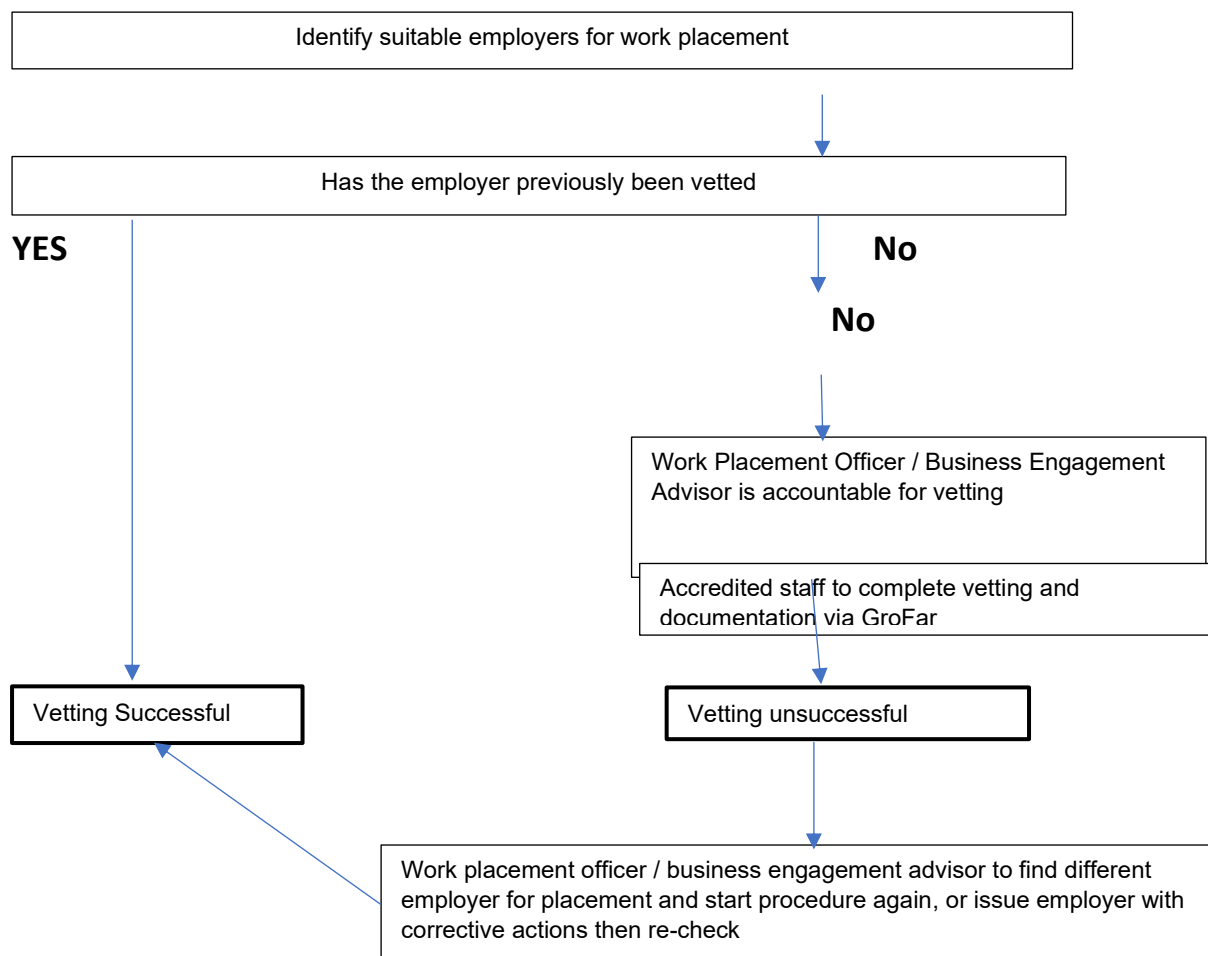 Identify suitable employers for work placement
Has the employer previously been vetted
YES
No
No
Work Placement Officer / Business Engagement
Advisor is accountable for vetting
Accredited staff to complete vetting and
documentation via GroFar
Vetting Successful
Vetting unsuccessful
Work placement officer / business engagement advisor to find different
employer for placement and start procedure again, or issue employer with
corrective actions then re-check